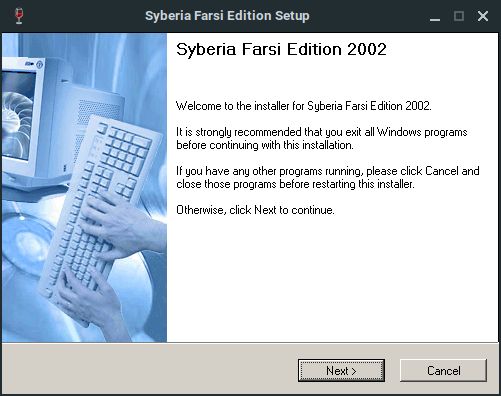 Syberia Farsi Edition Setup
Syberia Farsi Edition 2002
Welcome to the installer for Syberia Farsi Edition 2002.
It is strongly recommended that you exit all Windows programs
before continuing with this installation.
If you have any other programs running, please click Cancel and
close those programs before restarting this installer.
Otherwise, click Next to continue.
Next >
Cancel